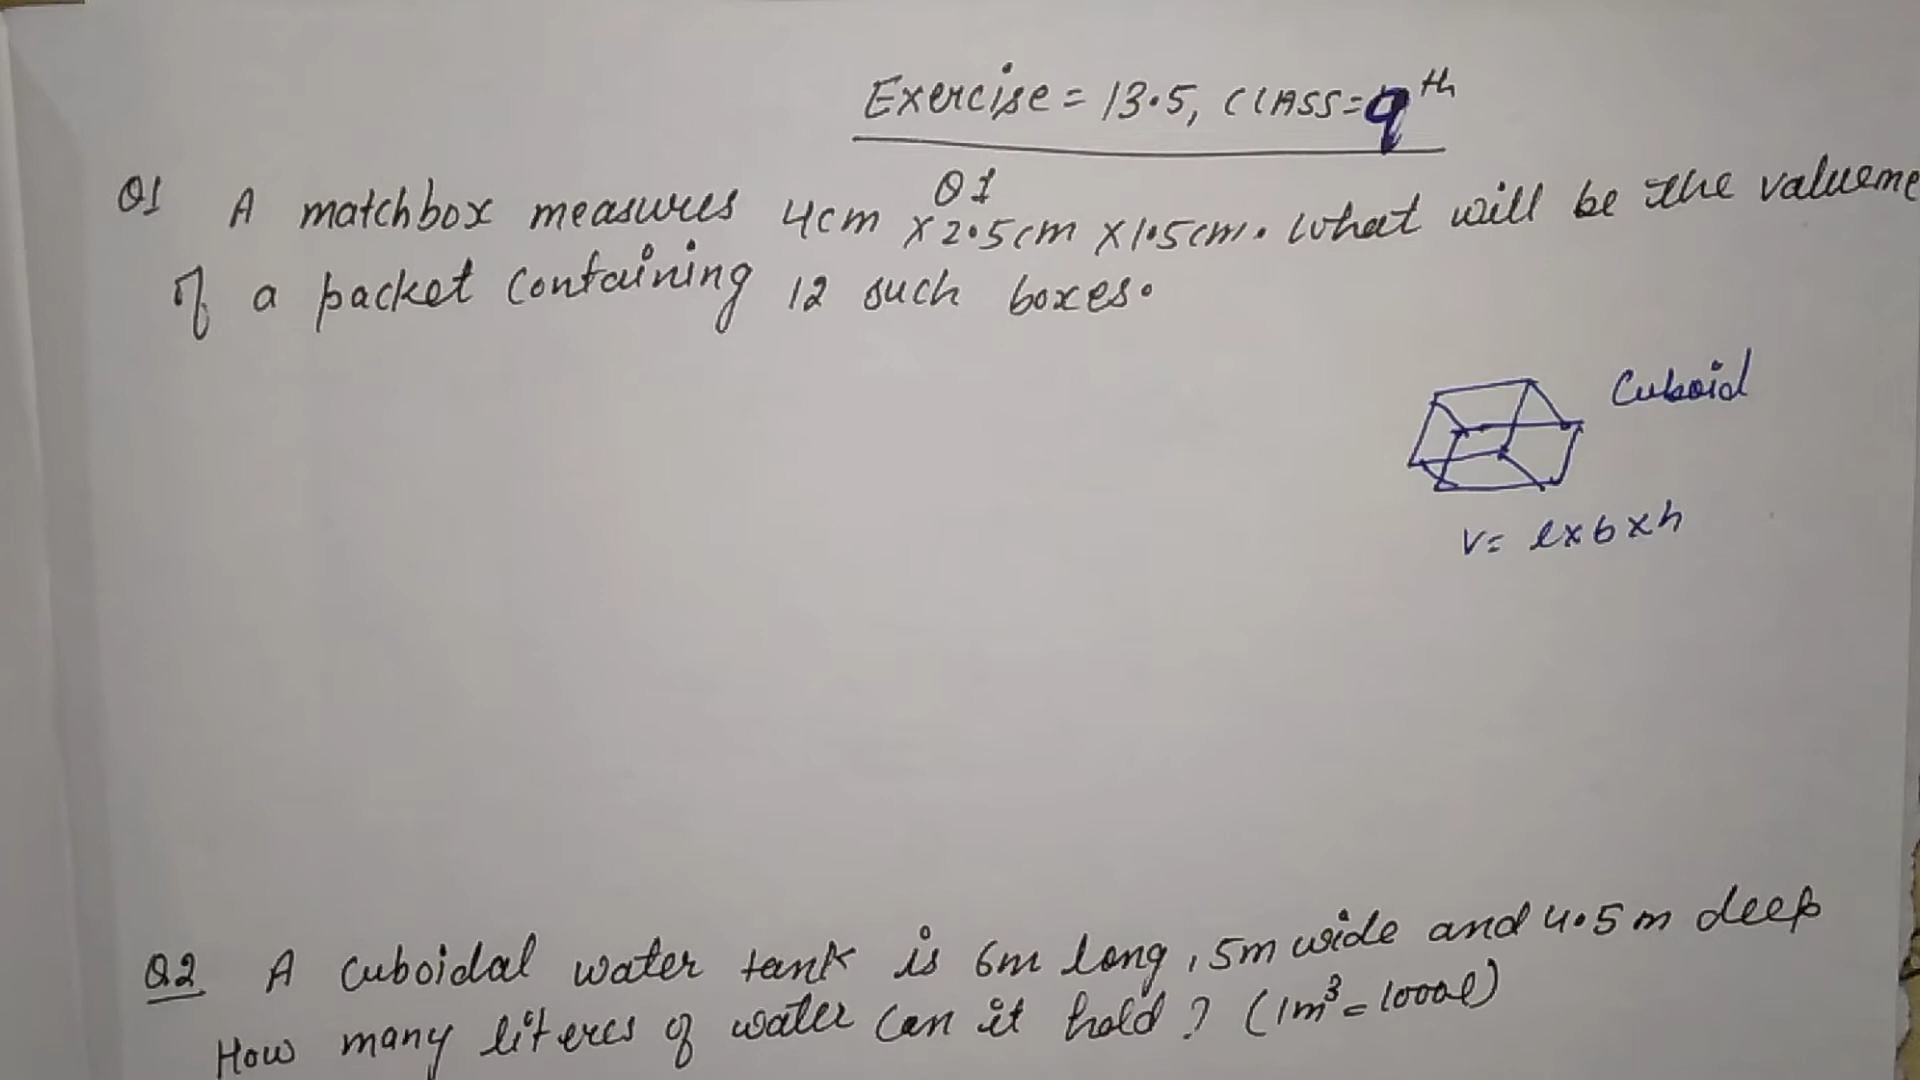 Exercise = 13.5, CLASS = 9th
Q1
Q1 A matchbox measures 4cm x 2.5cm x 1.5cm. What will be the valueme
of a packet containing 12 such boxes.
Cuboid
V= l x b x h
Q2 A cuboidal water tank is 6m long, 5m wide and 4.5m deep
How many literes of water can it hold? (1m³ = 1000l)